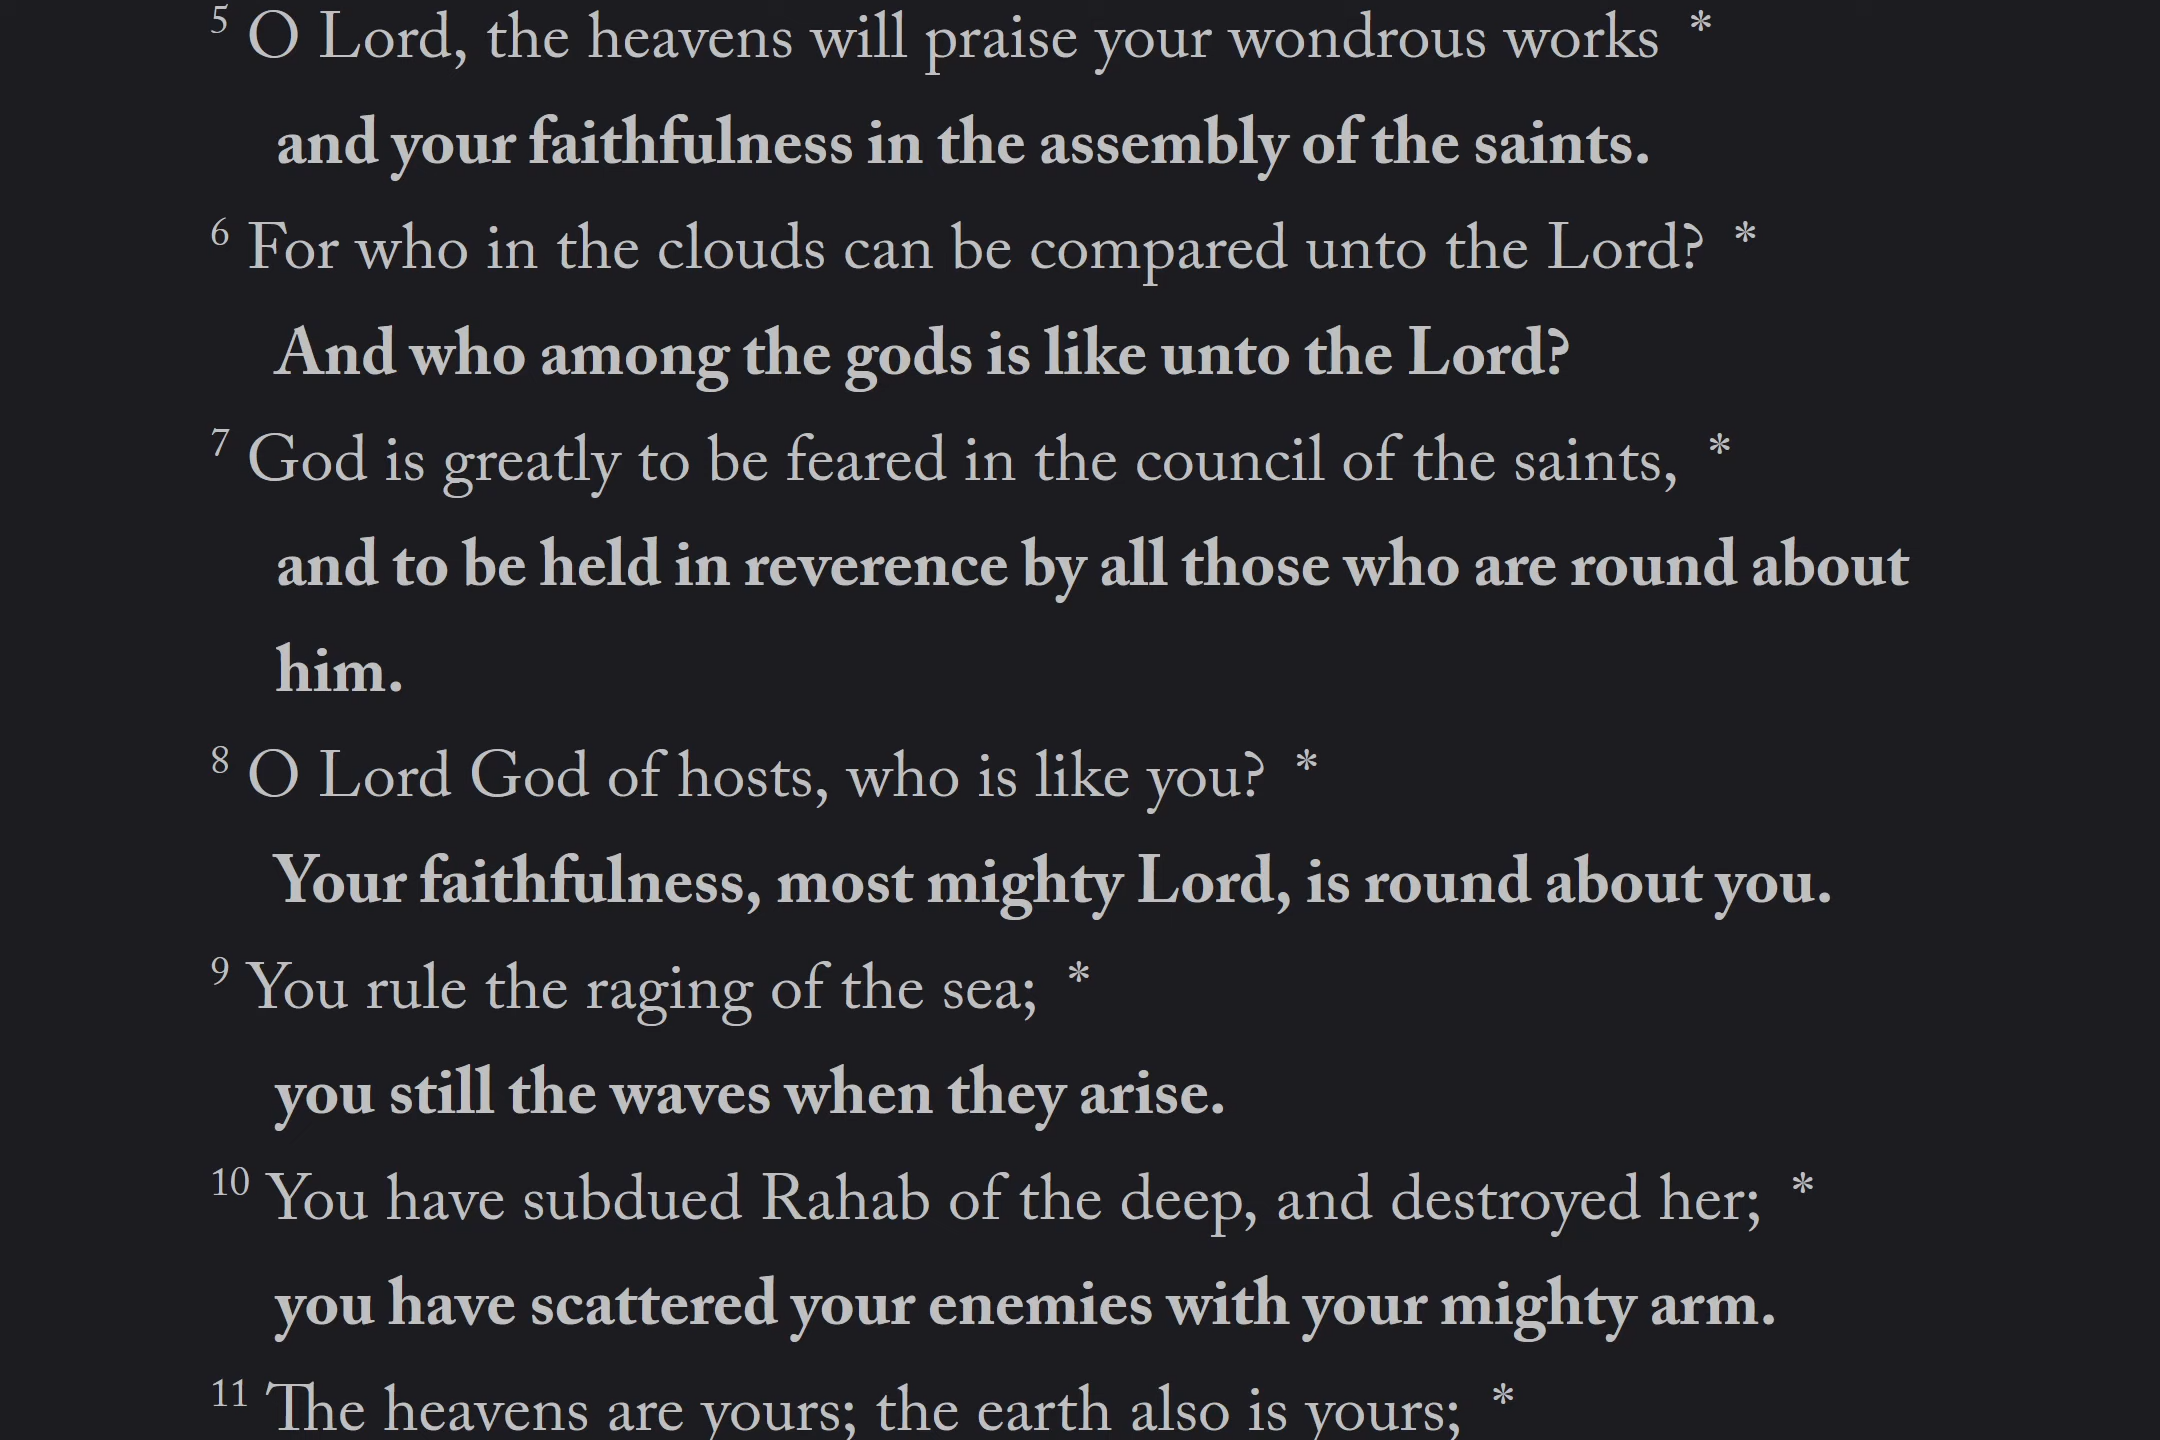 5 O Lord, the heavens will praise your wondrous works *
and your faithfulness in the assembly of the saints.
6 For who in the clouds can be compared unto the Lord? *
And who among the gods is like unto the Lord?
7 God is greatly to be feared in the council of the saints, *
and to be held in reverence by all those who are round about
him.
8 O Lord God of hosts, who is like you? *
Your faithfulness, most mighty Lord, is round about you.
9 You rule the raging of the sea; *
you still the waves when they arise.
10 You have subdued Rahab of the deep, and destroyed her; *
you have scattered your enemies with your mighty arm.
11 The heavens are yours; the earth also is yours; *